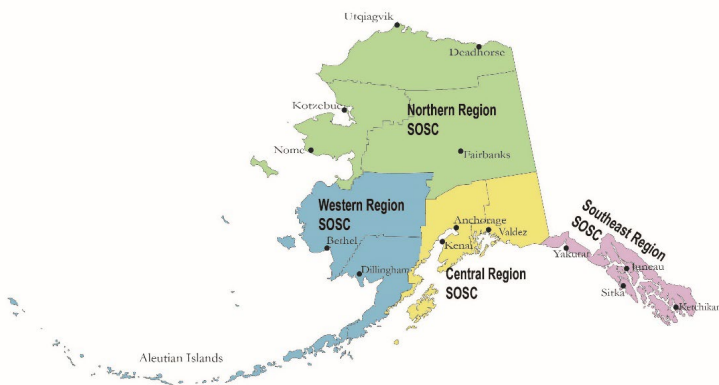 Utqiagvik
Deadhorse
Kotzebue
Northern Region
SOSC
Nome
Fairbanks
Western Region
SOSC
Bethel
Dillingham
Anchorage
Kenai
Valdez
Central Region
SOSC
Southeast Region
SOSC
Yakutat
Juneau
Sitka
Ketchikan
Aleutian Islands